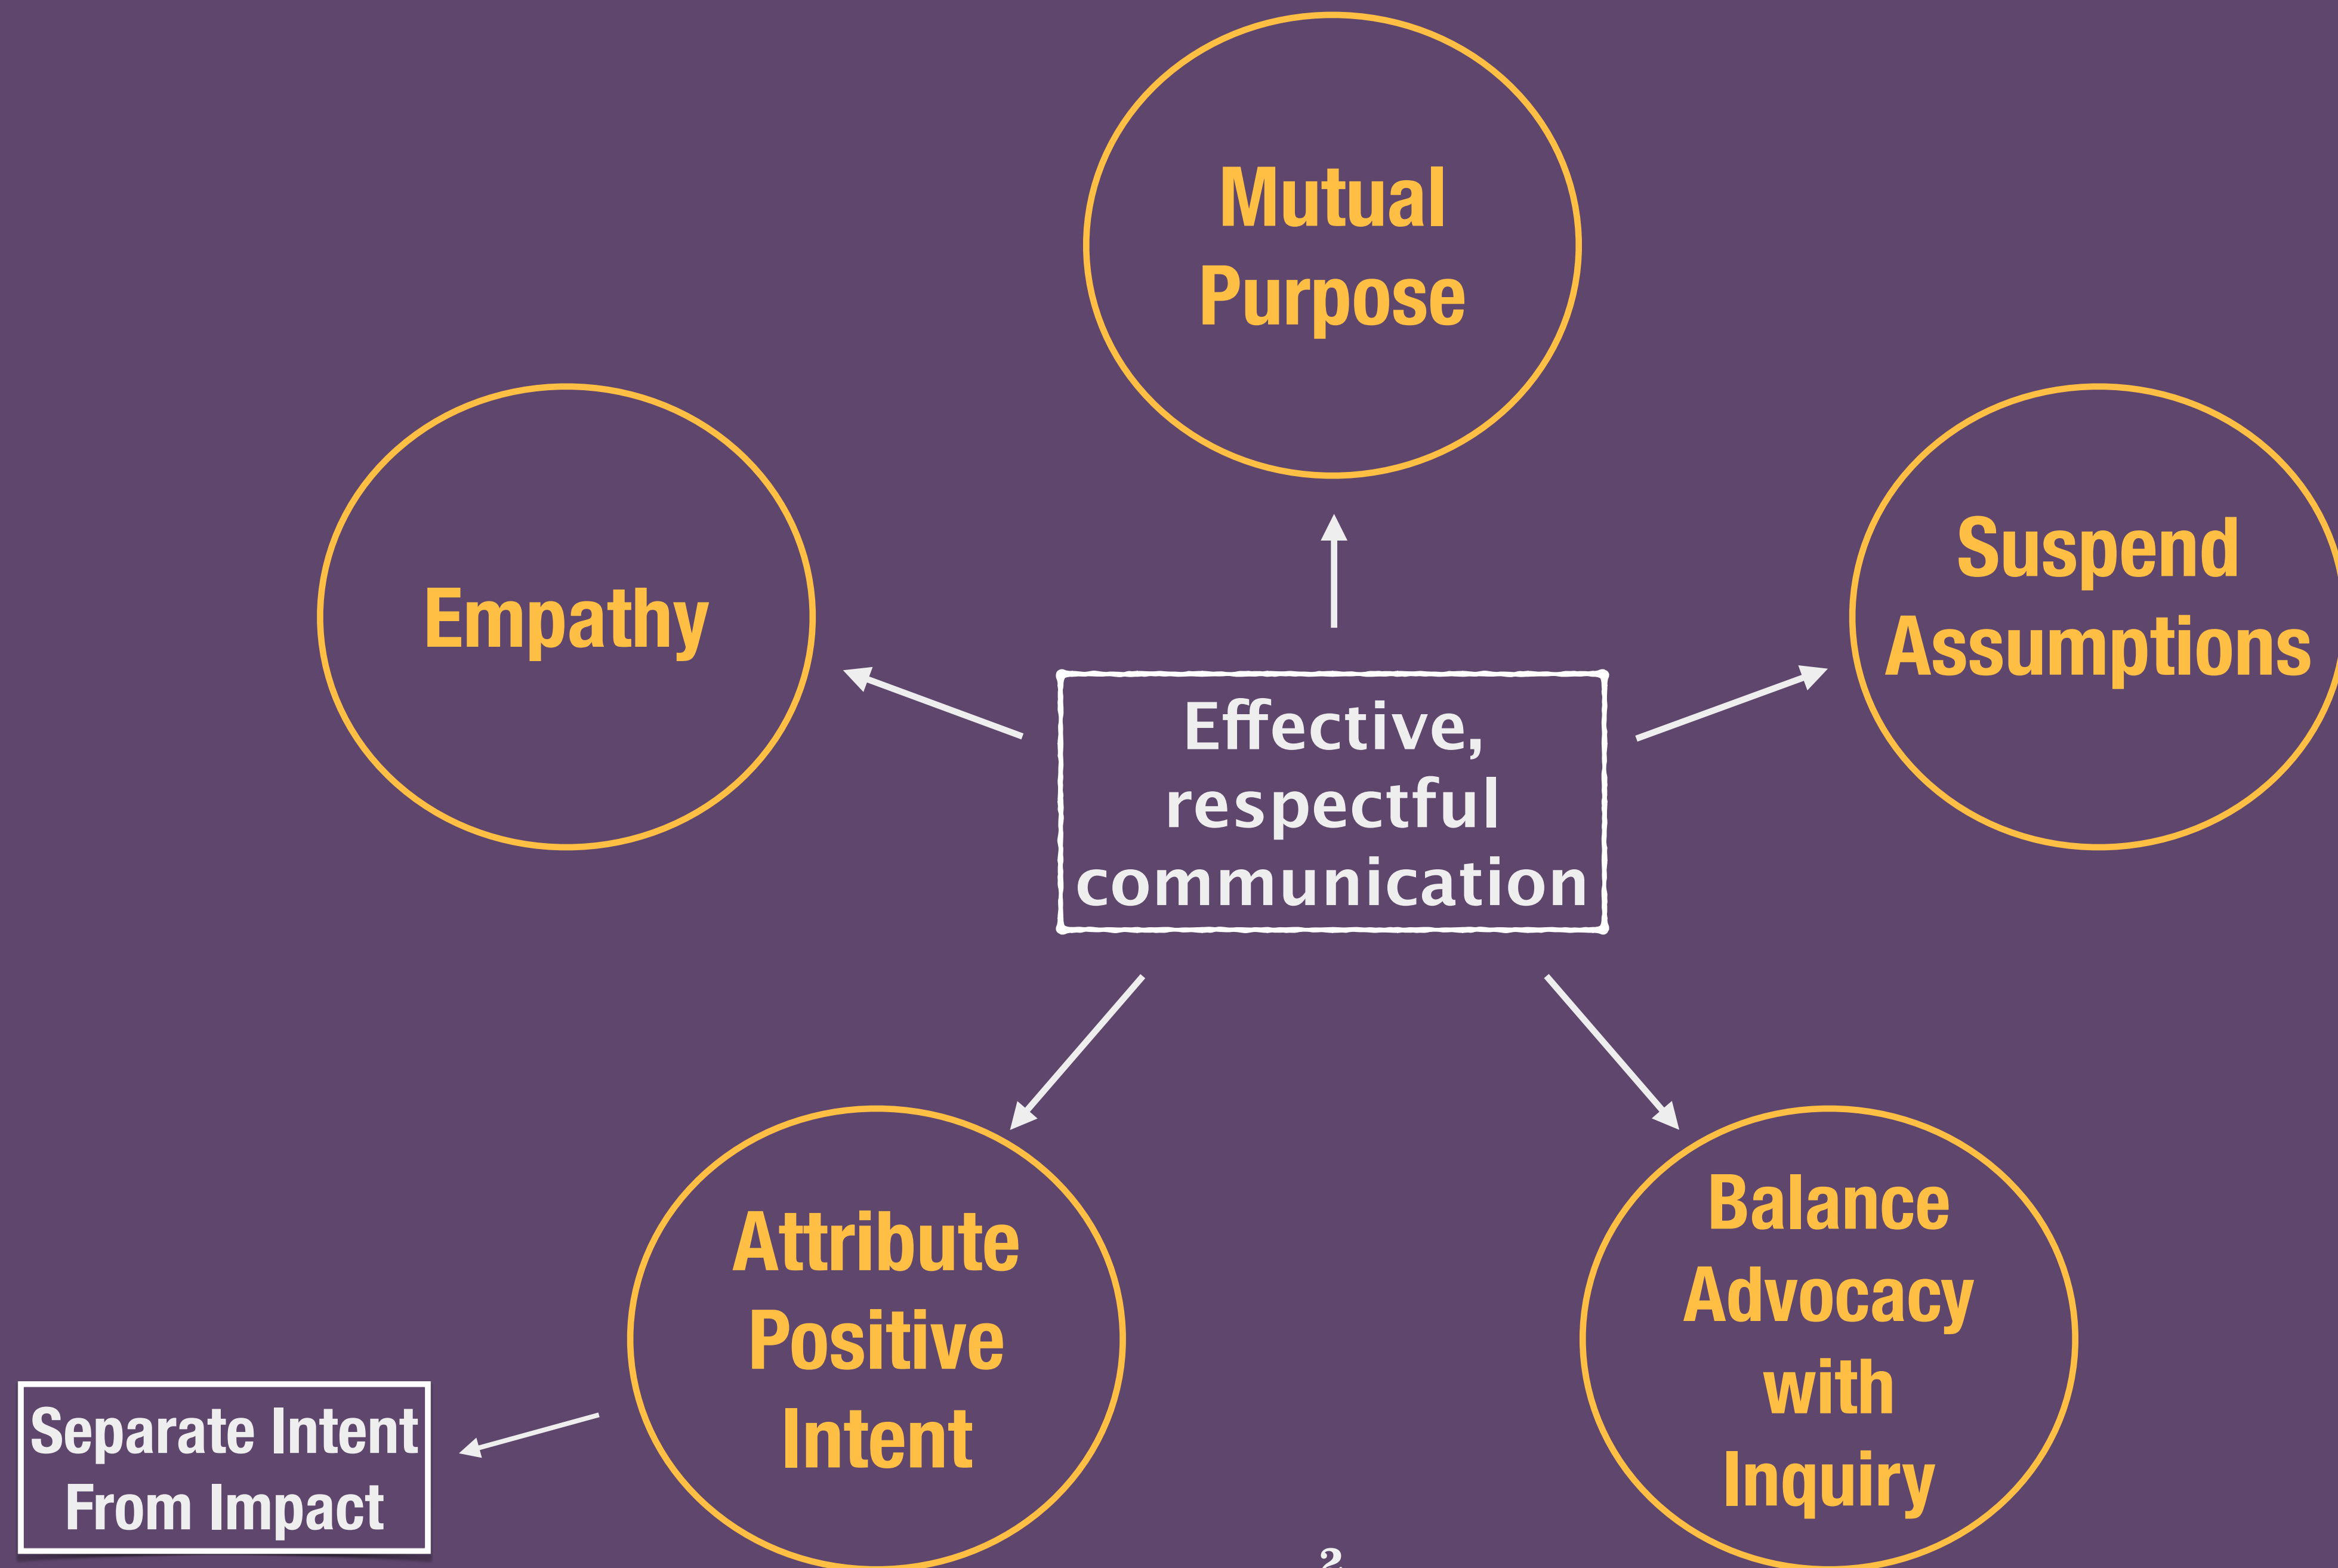 Mutual
Purpose
Empathy
Suspend
Assumptions
Effective,
respectful
communication
Attribute
Positive
Intent
Balance
Advocacy
with
Inquiry
Separate Intent
From Impact